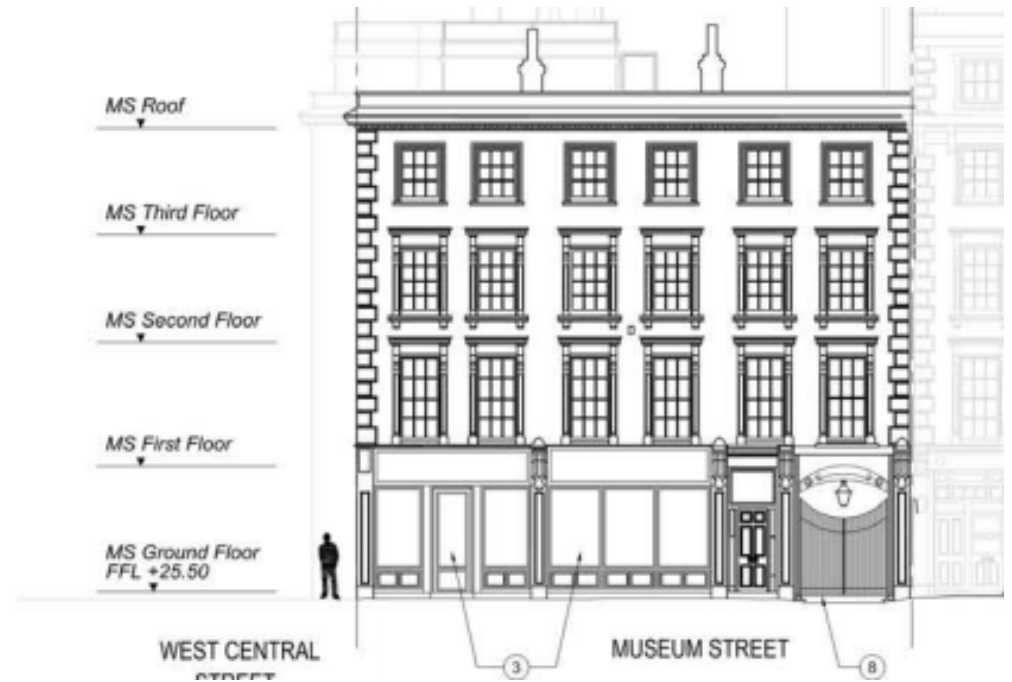 MS Roof
MS Third Floor
MS Second Floor
MS First Floor
MS Ground Floor
FFL +25.50
WEST CENTRAL
STREET
MUSEUM STREET
3
8